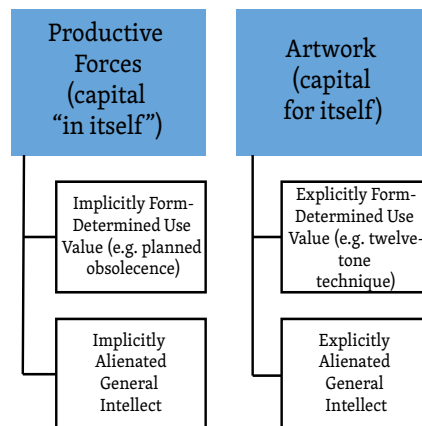 Productive
Forces
(capital
“in itself”)
Implicitly Form-
Determined Use
Value (e.g. planned
obsolecence)
Implicitly
Alienated
General
Intellect
Artwork
(capital
for itself)
Explicitly Form-
Determined Use
Value (e.g. twelve-
tone
technique)
Explicitly
Alienated
General
Intellect